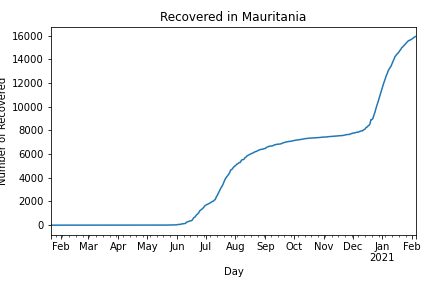 Recovered in Mauritania
Number of Recovered
16000
14000
12000
10000
8000
6000
4000
2000
0
Feb Mar Apr May Jun Jul Aug Sep Oct Nov Dec Jan Feb
2021
Day